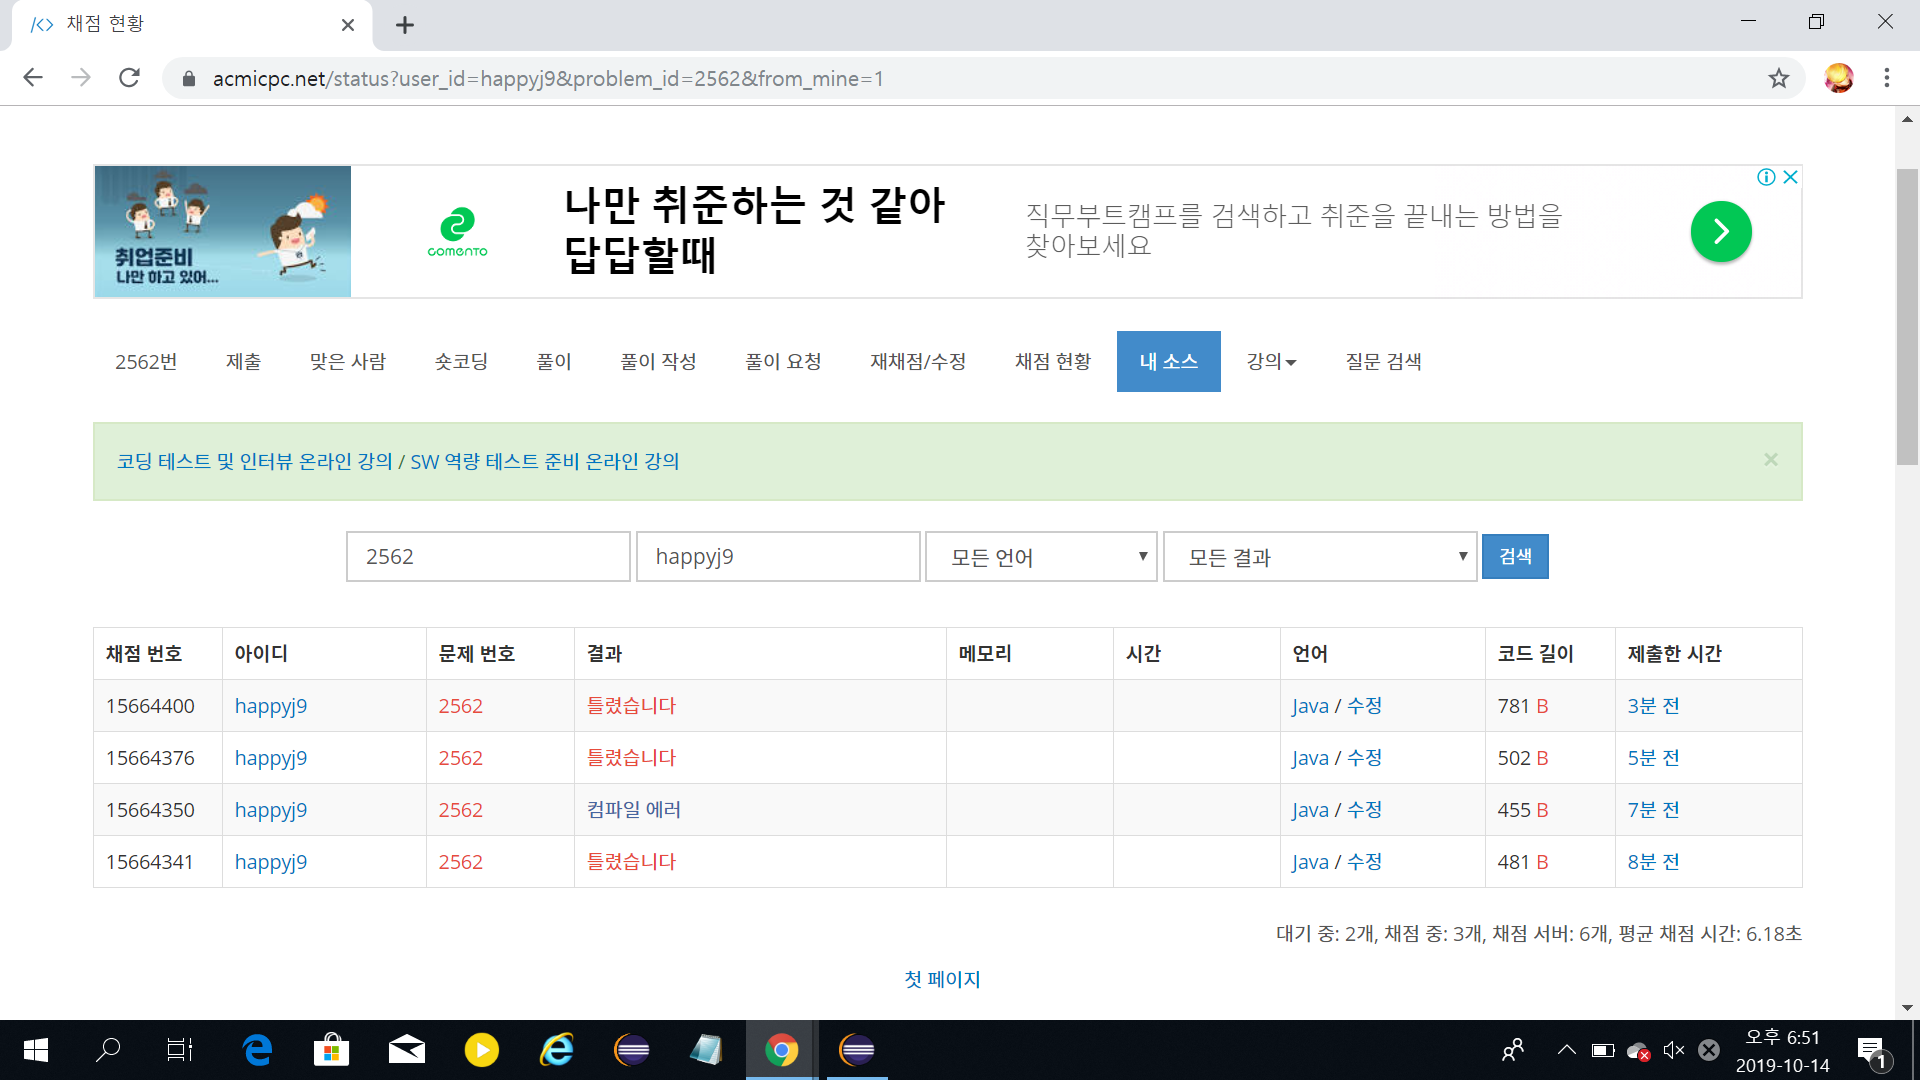 채점 현황
acmicpc.net/status?user_id=happyj9&problem_id=2562&from_mine=1
취업준비
나만 하고 있어...
comento
나만 취준하는 것 같아
답답할때
직무부트캠프를 검색하고 취준을 끝내는 방법을
찾아보세요
2562번 제출 맞은 사람 숏코딩 풀이 풀이 작성 풀이 요청 재채점/수정 채점 현황 내 소스 강의 질문 검색
코딩 테스트 및 인터뷰 온라인 강의 / SW 역량 테스트 준비 온라인 강의
2562 happyj9 모든 언어 모든 결과 검색
채점 번호 아이디 문제 번호 결과 메모리 시간 언어 코드 길이 제출한 시간
15664400 happyj9 2562 틀렸습니다 Java / 수정 781 B 3분 전
15664376 happyj9 2562 틀렸습니다 Java / 수정 502 B 5분 전
15664350 happyj9 2562 컴파일 에러 Java / 수정 455 B 7분 전
15664341 happyj9 2562 틀렸습니다 Java / 수정 481 B 8분 전
대기 중: 2개, 채점 중: 3개, 채점 서버: 6개, 평균 채점 시간: 6.18초
첫 페이지
오후 6:51
2019-10-14
1